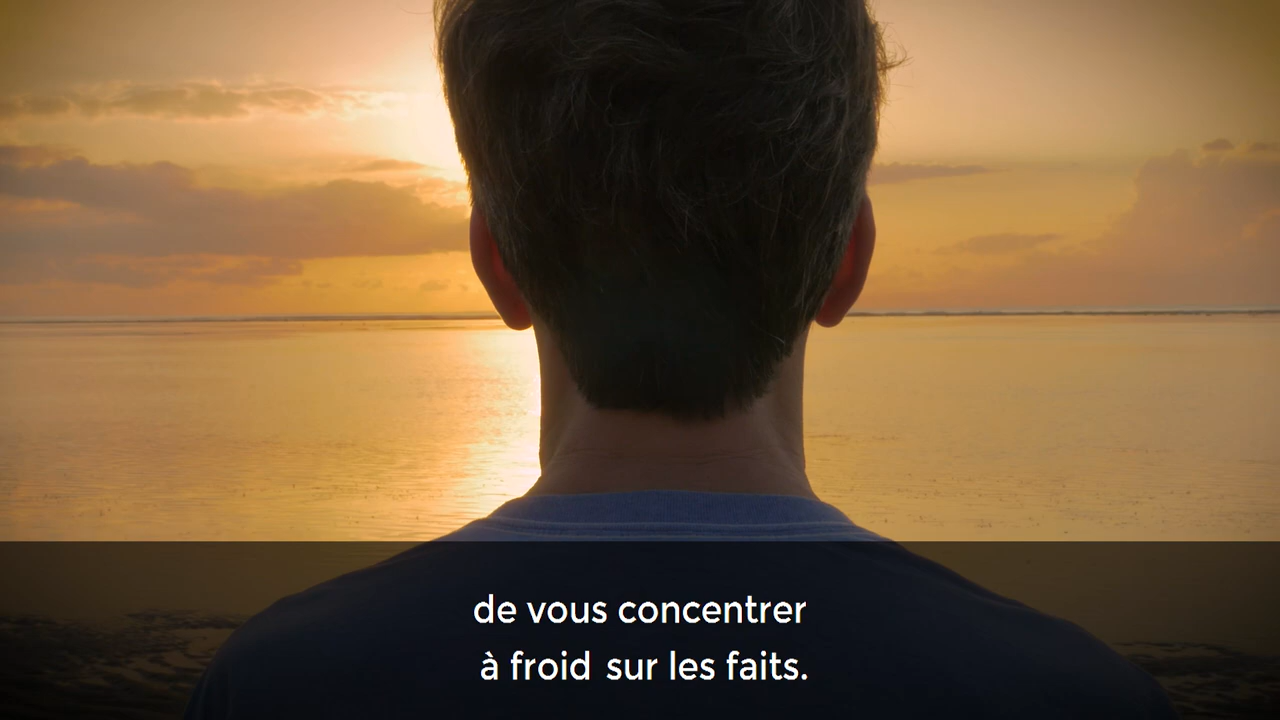 de vous concentrer
à froid sur les faits.